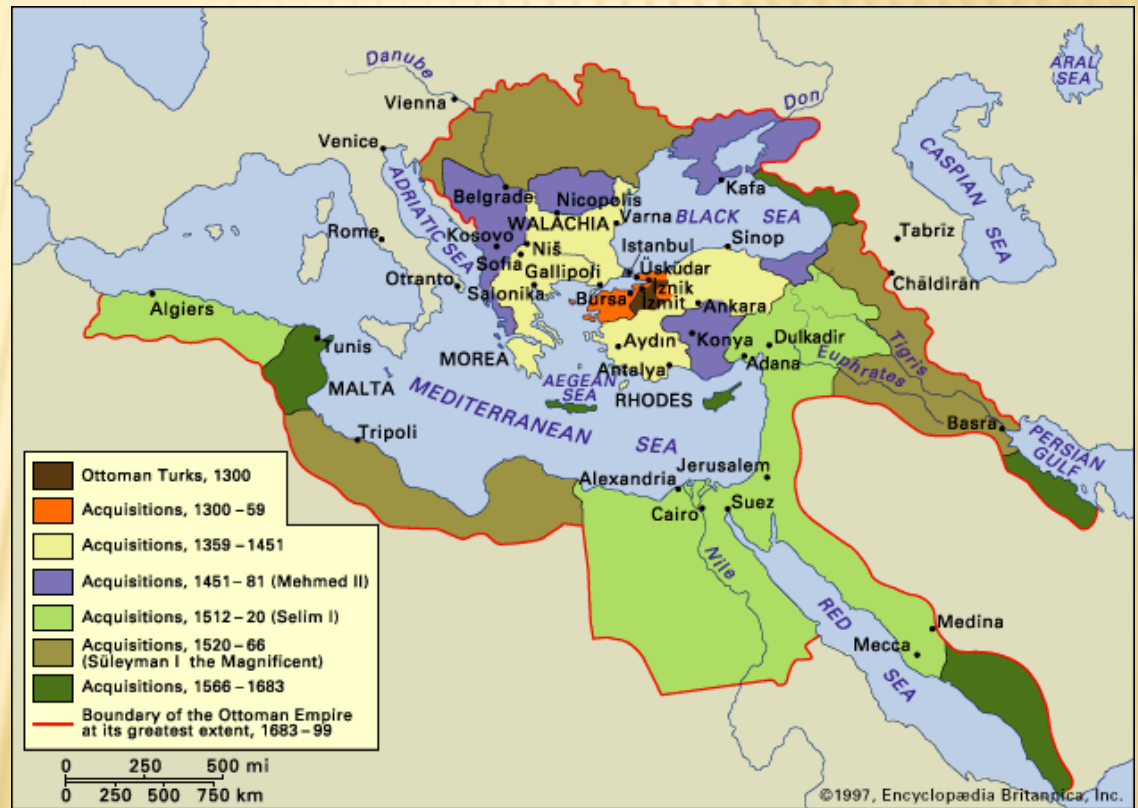 Danube
Vienna
Venice
ADRIATIC SEA
Rome
Otranto
Belgrade
Nicopolis
WALACHIA
Varna
Kosovo
Niš
Sofia
Gallipoli
Salonika
Istanbul
Üsküdar
İznik
İzmit
Bursa
Ankara
Sinop
BLACK SEA
Kafa
Don
ARAL
SEA
CASPIAN
SEA
Tabrīz
Chāldirān
Algiers
Tunis
MALTA
MOREA
AEGEAN
SEA
RHODES
Aydın
Antalya
Konya
Adana
Dulkadir
Euphrates
Tigris
Basra
PERSIAN
GULF
MEDITERRANEAN
SEA
Tripoli
Alexandria
Jerusalem
Cairo
Suez
Nile
RED
SEA
Medina
Mecca
Ottoman Turks, 1300
Acquisitions, 1300–59
Acquisitions, 1359–1451
Acquisitions, 1451–81 (Mehmed II)
Acquisitions, 1512–20 (Selim I)
Acquisitions, 1520–66
(Süleyman I the Magnificent)
Acquisitions, 1566–1683
Boundary of the Ottoman Empire
at its greatest extent, 1683–99
0 250 500 mi
0 250 500 750 km
©1997, Encyclopædia Britannica, Inc.